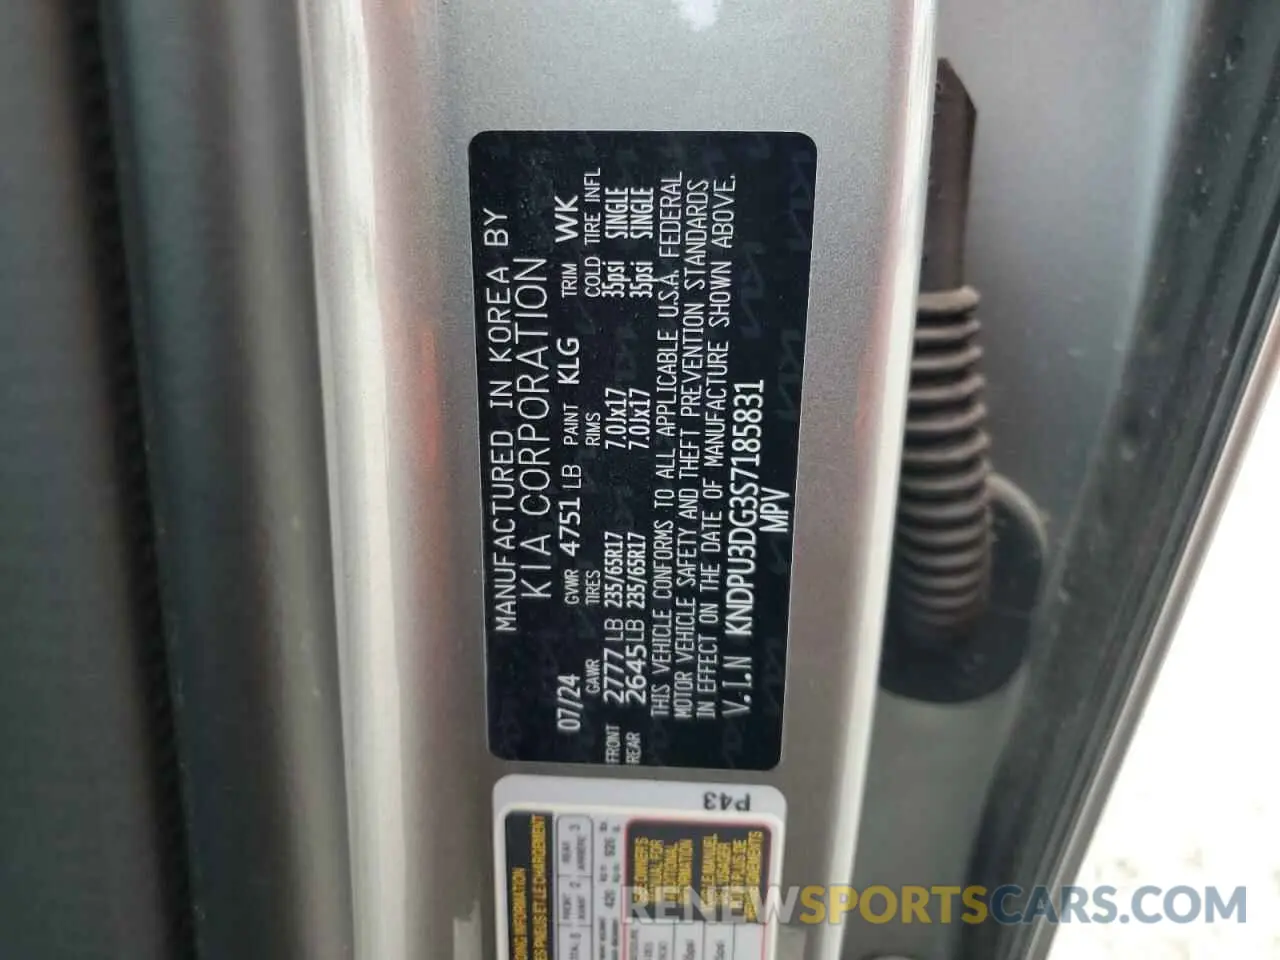 MANUFACTURED IN KOREA BY
KIA CORPORATION
07/24 GVWR 4751 LB PAINT KLG TRIM WK
GAWR TIRES RIMS COLD TIRE INFL
FRONT 2777 LB 235/65R17 7.0Jx17 35psi SINGLE
REAR 2645 LB 235/65R17 7.0Jx17 35psi SINGLE
THIS VEHICLE CONFORMS TO ALL APPLICABLE U.S.A. FEDERAL
MOTOR VEHICLE SAFETY AND THEFT PREVENTION STANDARDS
IN EFFECT ON THE DATE OF MANUFACTURE SHOWN ABOVE.
V.I.N KNDPU3DG3S7185831
MPV
P43
RENEWSPORTSCARS.COM